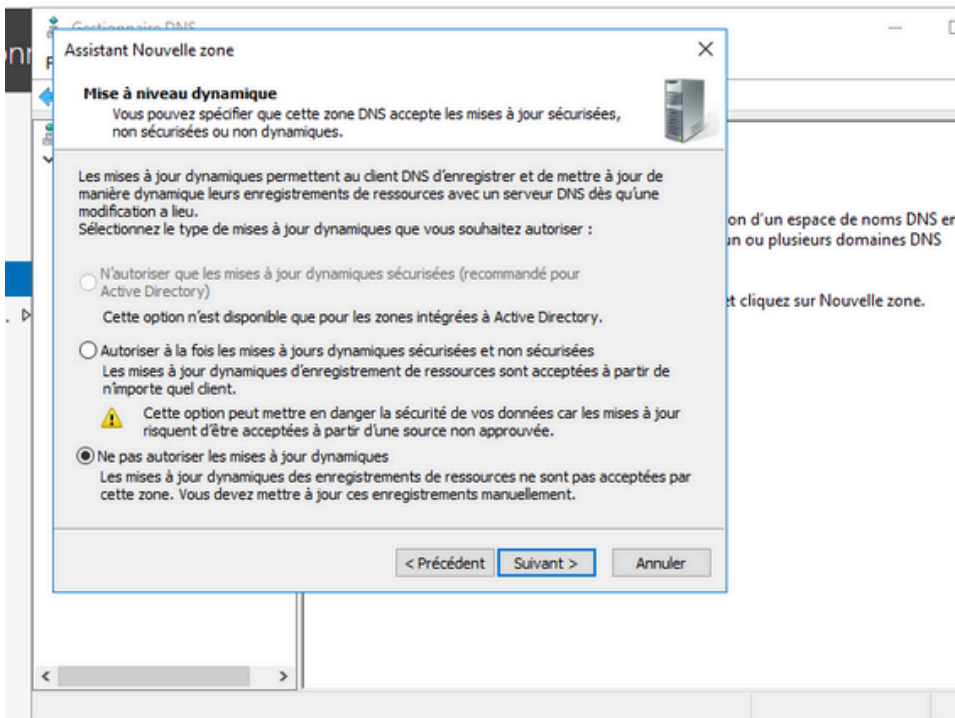 Gestionnaire DNS
Assistant Nouvelle zone
Mise à niveau dynamique
Vous pouvez spécifier que cette zone DNS accepte les mises à jour sécurisées,
non sécurisées ou non dynamiques.
Les mises à jour dynamiques permettent au client DNS d'enregistrer et de mettre à jour de
manière dynamique leurs enregistrements de ressources avec un serveur DNS dès qu'une
modification a lieu.
Sélectionnez le type de mises à jour dynamiques que vous souhaitez autoriser :
N'autoriser que les mises à jour dynamiques sécurisées (recommandé pour
Active Directory)
Cette option n'est disponible que pour les zones intégrées à Active Directory.
Autoriser à la fois les mises à jours dynamiques sécurisées et non sécurisées
Les mises à jour dynamiques d'enregistrement de ressources sont acceptées à partir de
n'importe quel client.
Cette option peut mettre en danger la sécurité de vos données car les mises à jour
risquent d'être acceptées à partir d'une source non approuvée.
Ne pas autoriser les mises à jour dynamiques
Les mises à jour dynamiques des enregistrements de ressources ne sont pas acceptées par
cette zone. Vous devez mettre à jour ces enregistrements manuellement.
< Précédent Suivant > Annuler
on d'un espace de noms DNS en
un ou plusieurs domaines DNS
et cliquez sur Nouvelle zone.